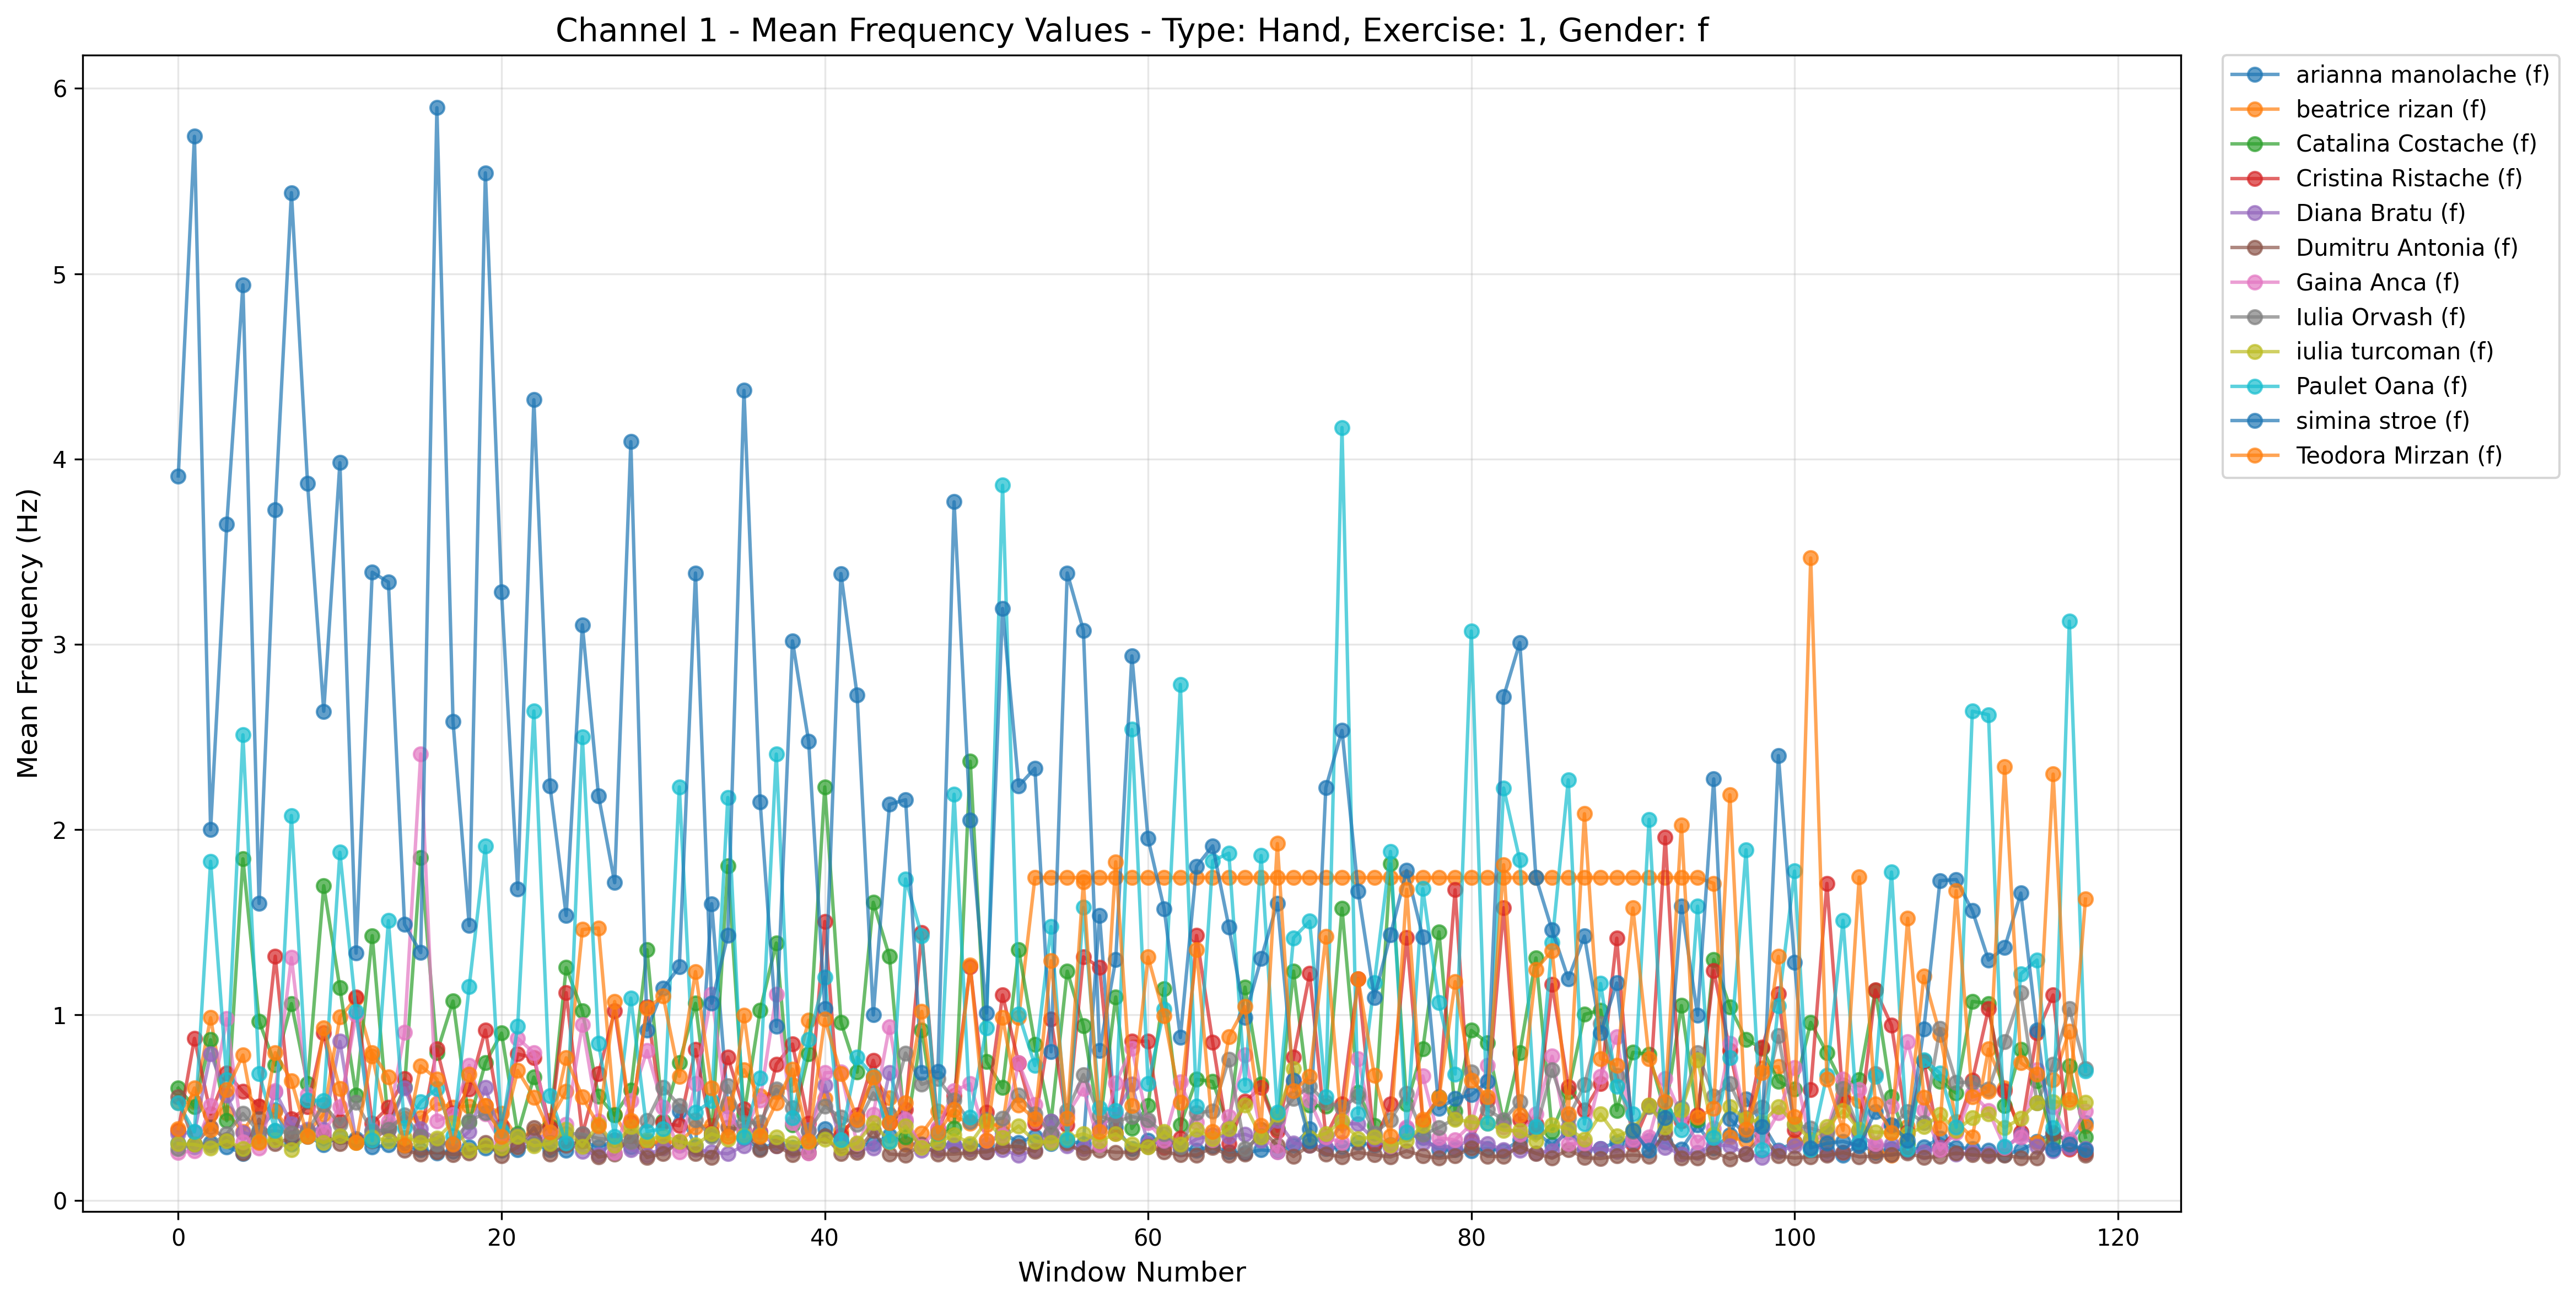 Channel 1 - Mean Frequency Values - Type: Hand, Exercise: 1, Gender: f
Mean Frequency (Hz)
6
5
4
3
2
1
0
0 20 40 60 80 100 120
Window Number
arianna manolache (f)
beatrice rizan (f)
Catalina Costache (f)
Cristina Ristache (f)
Diana Bratu (f)
Dumitru Antonia (f)
Gaina Anca (f)
Iulia Orvash (f)
iulia turcoman (f)
Paulet Oana (f)
simina stroe (f)
Teodora Mirzan (f)